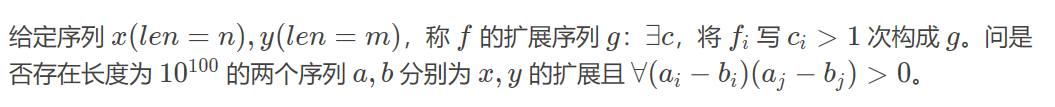 给定序列 $x(len = n), y(len = m)$，称 $f$ 的扩展序列 $g$：$\exists c$，将 $f_i$ 写 $c_i > 1$ 次构成 $g$。问是
否存在长度为 $10^{100}$ 的两个序列 $a, b$ 分别为 $x, y$ 的扩展且 $\forall (a_i - b_i)(a_j - b_j) > 0$。